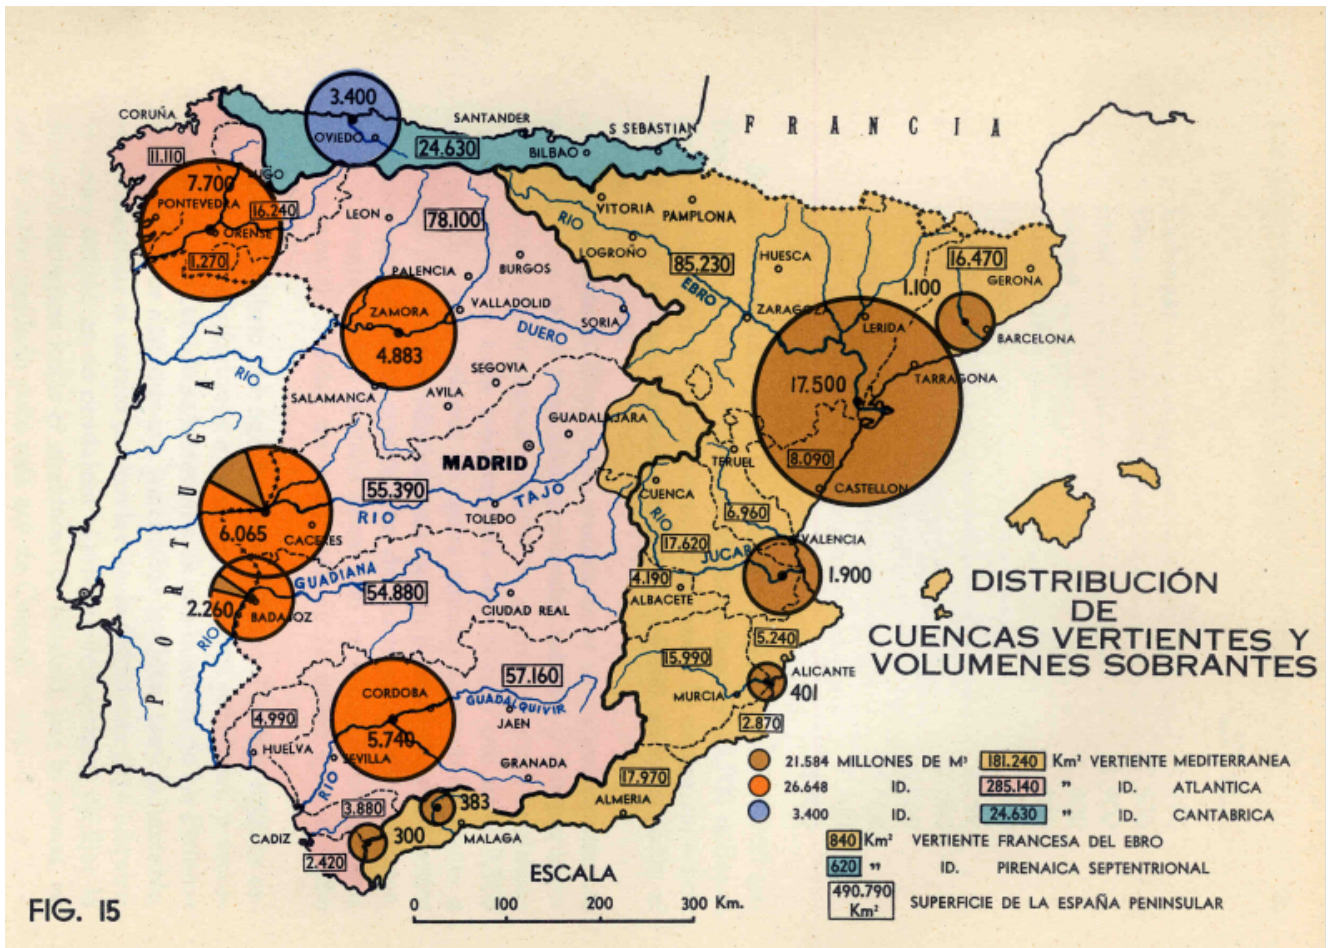 CORUÑA
3.400
OVIEDO
SANTANDER
S SEBASTIAN
24.630
BILBAO
F R A N C I A
11.110
7.700
PONTEVEDRA
16.240
ORENSE
1.270
LEON
78.100
VITORIA
PAMPLONA
RIO
LOGROÑO
85.230
EBRO
HUESCA
16.470
GERONA
1.100
BARCELONA
PALENCIA
BURGOS
ZAMORA
VALLADOLID
SORIA
DUERO
4.883
ZARAGOZA
LERIDA
TARRAGONA
17.500
P O R T U G A L
RIO
SALAMANCA
AVILA
SEGOVIA
GUADALAJARA
MADRID
TERUEL
8.090
CASTELLON
55.390
RIO
TAJO
TOLEDO
CUENCA
RIO
6.960
17.620
JUCAR
VALENCIA
1.900
6.065
CACERES
GUADIANA
2.260
BADAJOZ
RIO
54.880
CIUDAD REAL
4.190
ALBACETE
DISTRIBUCIÓN
DE
CUENCAS VERTIENTES Y
VOLUMENES SOBRANTES
5.240
15.990
ALICANTE
401
MURCIA
2.870
CORDOBA
57.160
GUADALQUIVIR
JAEN
5.740
4.990
HUELVA
SEVILLA
RIO
GRANADA
17.970
ALMERIA
3.880
383
CADIZ
300
MALAGA
2.420
21.584 MILLONES DE M³ 181.240 Km² VERTIENTE MEDITERRANEA
26.648 ID. 285.140 " ID. ATLANTICA
3.400 ID. 24.630 " ID. CANTABRICA
840 Km² VERTIENTE FRANCESA DEL EBRO
620 " ID. PIRENAICA SEPTENTRIONAL
490.790
Km²
SUPERFICIE DE LA ESPAÑA PENINSULAR
ESCALA
0 100 200 300 Km.
FIG. 15